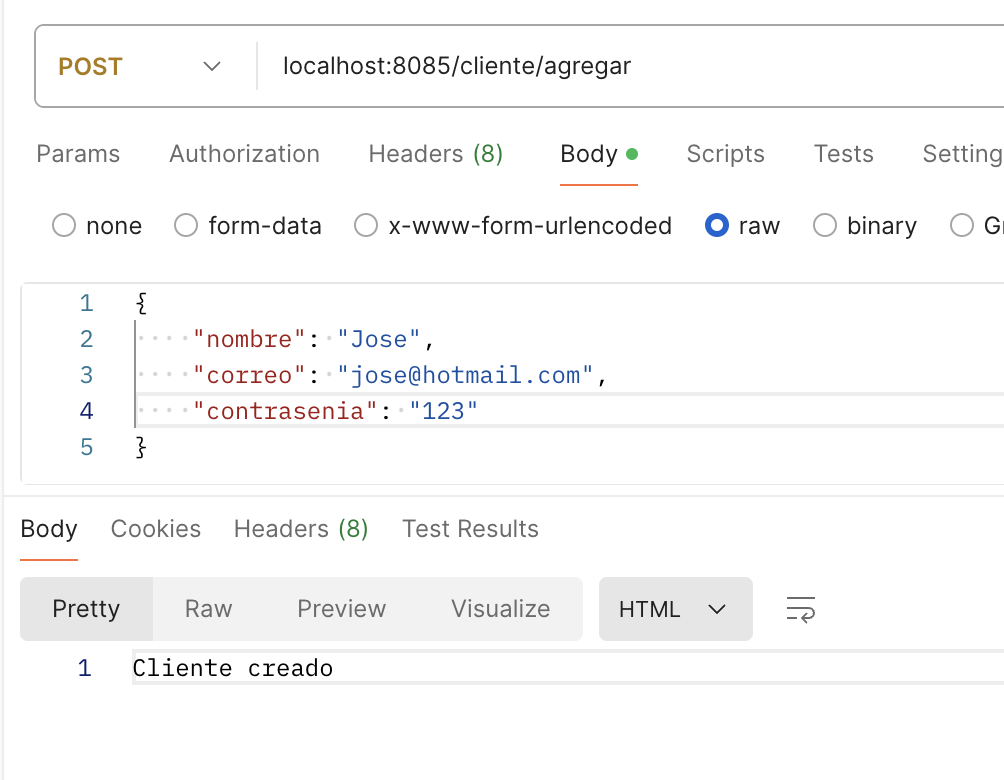 POST localhost:8085/cliente/agregar
Params Authorization Headers (8) Body Scripts Tests Setting
none form-data x-www-form-urlencoded raw binary
1 {
2 "nombre": "Jose",
3 "correo": "jose@hotmail.com",
4 "contrasenia": "123"
5 }
Body Cookies Headers (8) Test Results
Pretty Raw Preview Visualize HTML
1 Cliente creado